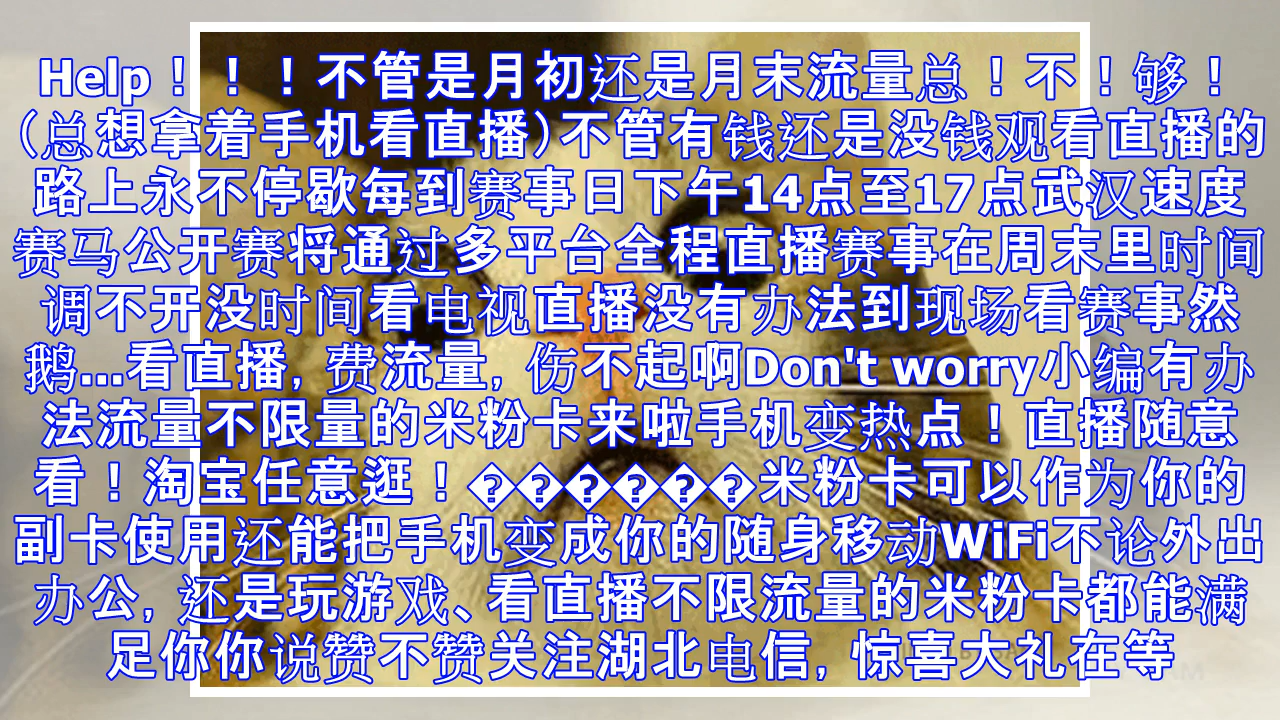 Help！！！不管是月初还是月末流量总！不！够！
（总想拿着手机看直播）不管有钱还是没钱观看直播的
路上永不停歇每到赛事日下午14点至17点武汉速度
赛马公开赛将通过多平台全程直播赛事在周末里时间
调不开没时间看电视直播没有办法到现场看赛事然
鹅...看直播，费流量，伤不起啊Don't worry小编有办
法流量不限量的米粉卡来啦手机变热点！直播随意
看！淘宝任意逛！������米粉卡可以作为你的
副卡使用还能把手机变成你的随身移动WiFi不论外出
办公，还是玩游戏、看直播不限流量的米粉卡都能满
足你你说赞不赞关注湖北电信，惊喜大礼在等